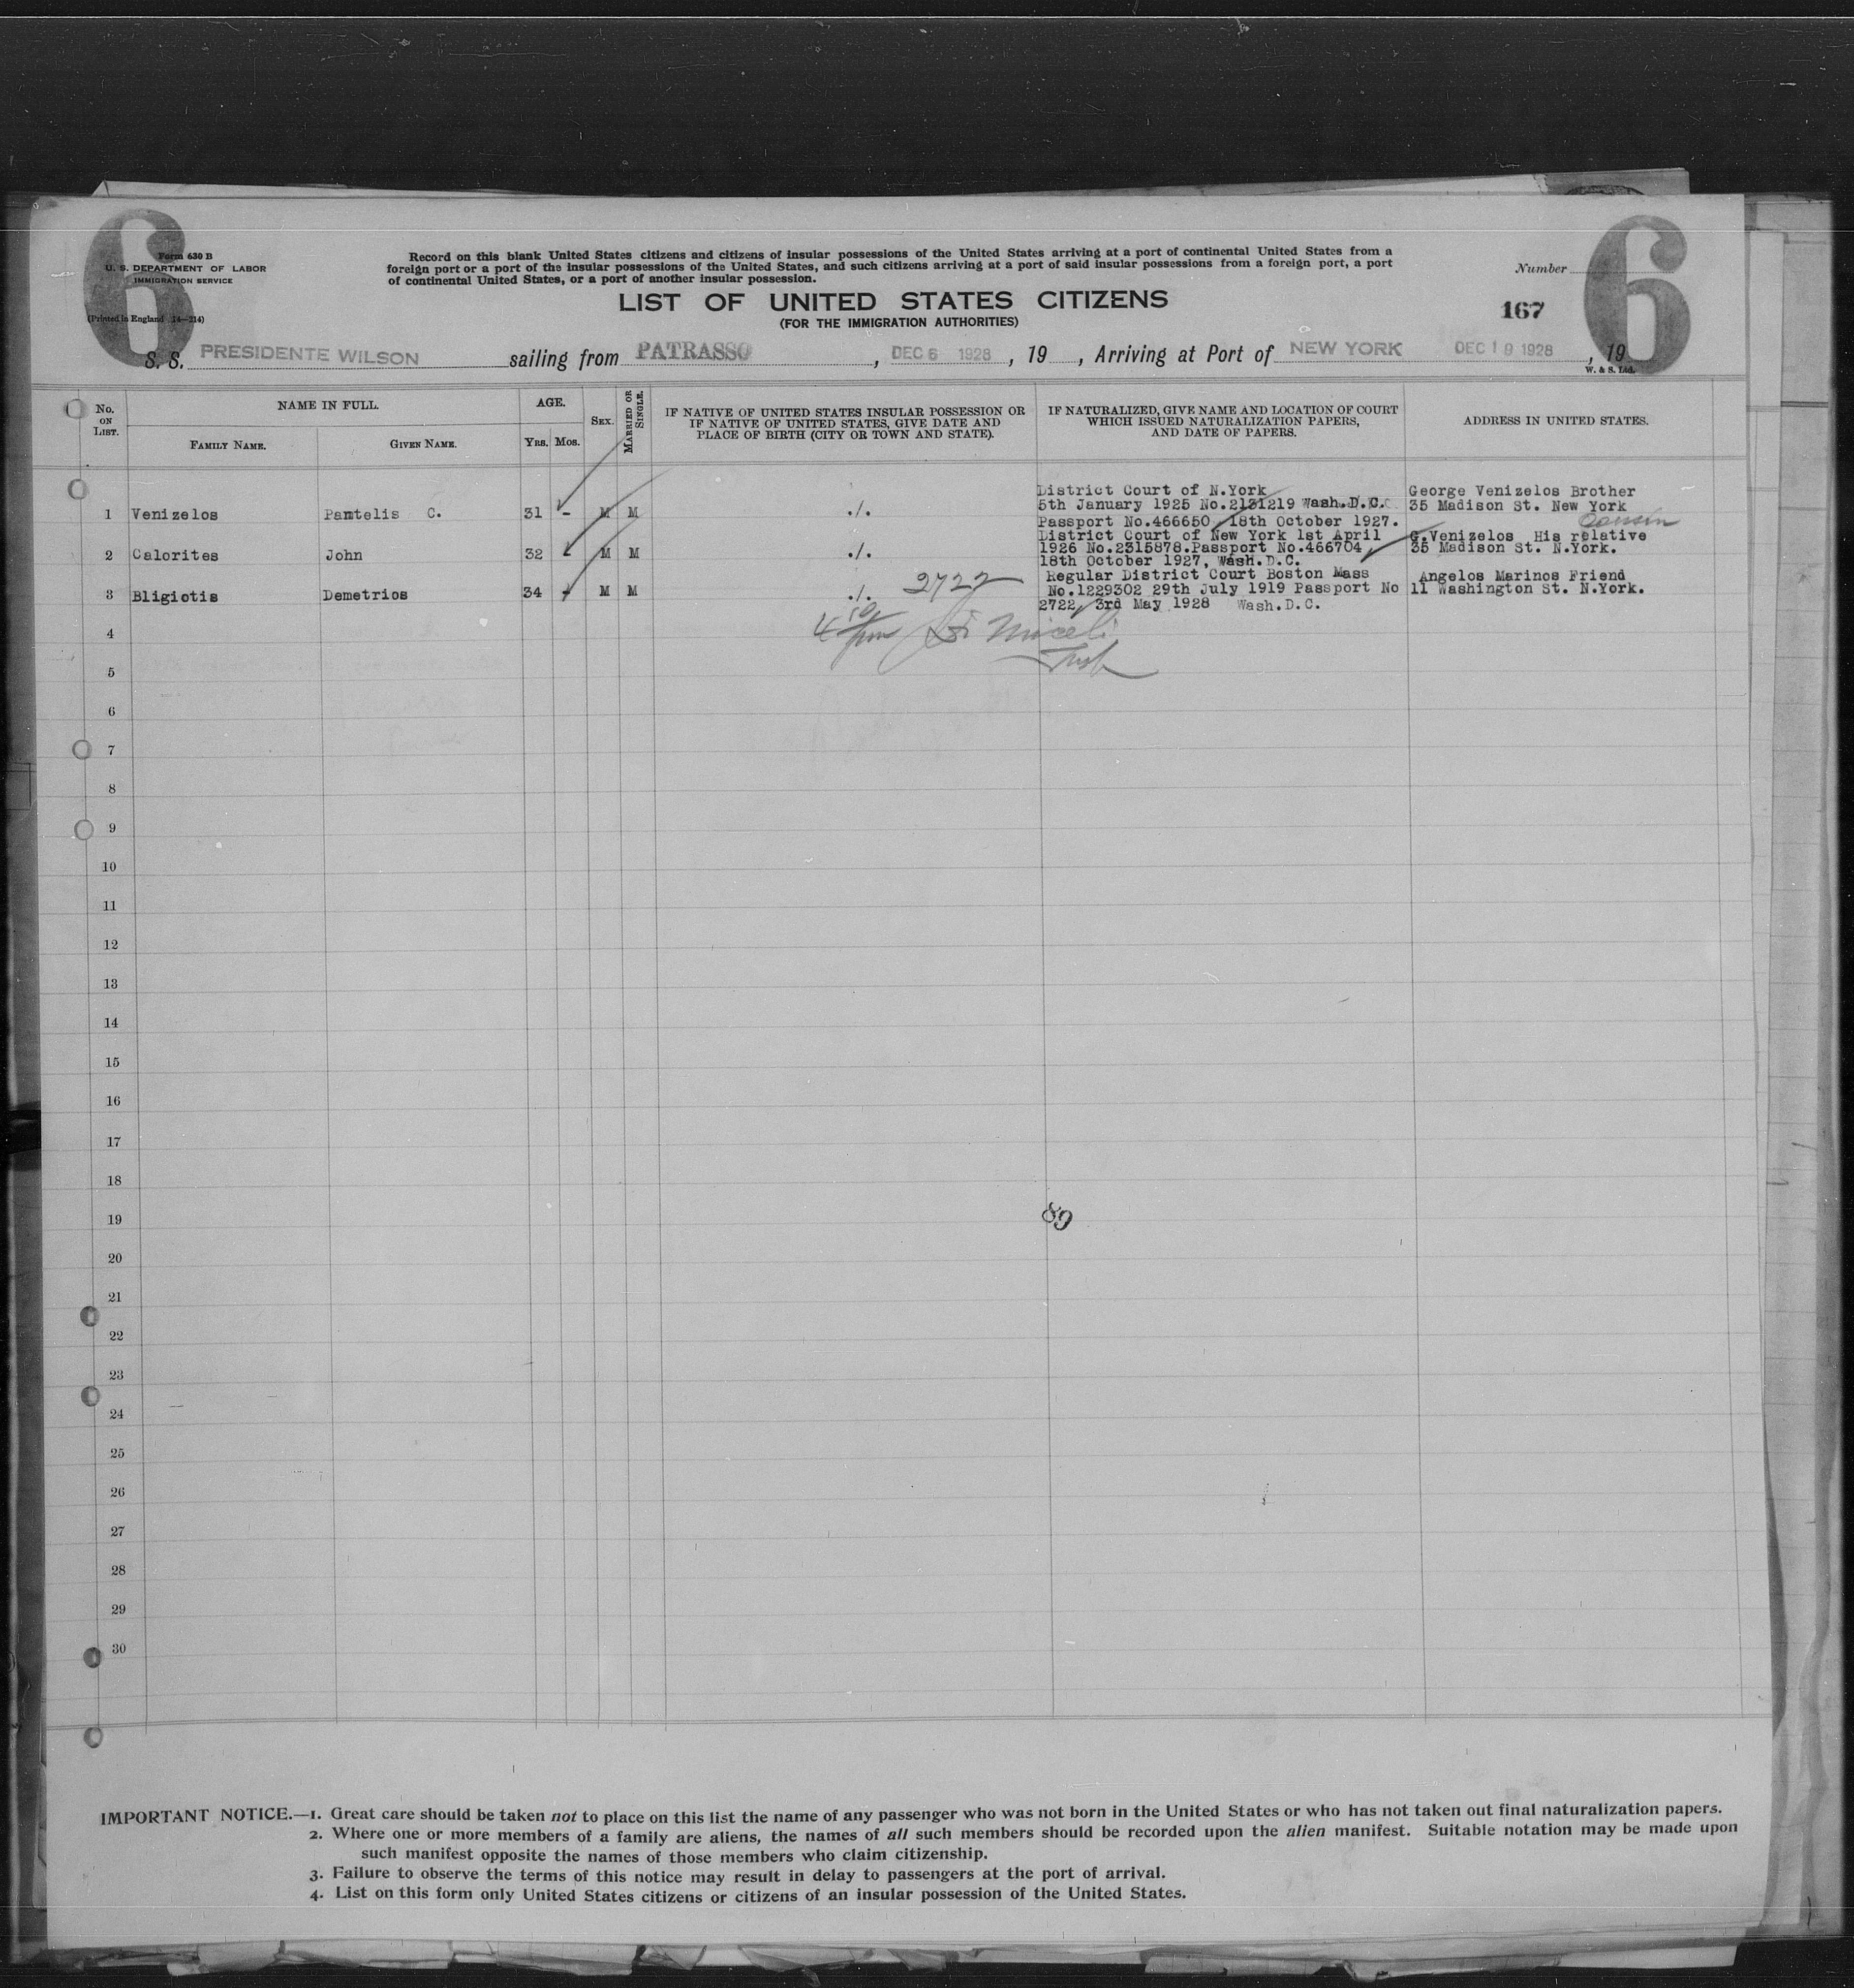 6
6
Form 630 B
U. S. DEPARTMENT OF LABOR
IMMIGRATION SERVICE
(Printed in England 14—214)
Record on this blank United States citizens and citizens of insular possessions of the United States arriving at a port of continental United States from a
foreign port or a port of the insular possessions of the United States, and such citizens arriving at a port of said insular possessions from a foreign port, a port
of continental United States, or a port of another insular possession.
Number
LIST OF UNITED STATES CITIZENS
(FOR THE IMMIGRATION AUTHORITIES)
167
S. S. PRESIDENTE WILSON sailing from PATRASSO, DEC 6 1928, 19, Arriving at Port of NEW YORK DEC 19 1928, 19
W. & S. Ltd.
No. ON LIST.
NAME IN FULL.
FAMILY NAME.
GIVEN NAME.
AGE.
YRS.
MOS.
SEX.
MARRIED OR SINGLE.
IF NATIVE OF UNITED STATES INSULAR POSSESSION OR
IF NATIVE OF UNITED STATES, GIVE DATE AND
PLACE OF BIRTH (CITY OR TOWN AND STATE).
IF NATURALIZED, GIVE NAME AND LOCATION OF COURT
WHICH ISSUED NATURALIZATION PAPERS,
AND DATE OF PAPERS.
ADDRESS IN UNITED STATES.
1 Venizelos Pamtelis C. 31 - M M ./.
District Court of N.York
5th January 1925 No.2131219 Wash.D.C.
Passport No.466650 18th October 1927.
George Venizelos Brother
35 Madison St. New York
Cousin
2 Calorites John 32 M M ./.
District Court of New York 1st April
1926 No.2315878.Passport No.466704
18th October 1927, Wash.D.C.
G.Venizelos His relative
35 Madison St. N.York.
3 Bligiotis Demetrios 34 M M ./. 2722
Regular District Court Boston Mass
No.1229302 29th July 1919 Passport No
2722, 3rd May 1928 Wash.D.C.
Angelos Marinos Friend
11 Washington St. N.York.
4
5
6
7
8
9
10
11
12
13
14
15
16
17
18
19
89
20
21
22
23
24
25
26
27
28
29
30
IMPORTANT NOTICE.—1. Great care should be taken not to place on this list the name of any passenger who was not born in the United States or who has not taken out final naturalization papers.
2. Where one or more members of a family are aliens, the names of all such members should be recorded upon the alien manifest. Suitable notation may be made upon
such manifest opposite the names of those members who claim citizenship.
3. Failure to observe the terms of this notice may result in delay to passengers at the port of arrival.
4. List on this form only United States citizens or citizens of an insular possession of the United States.